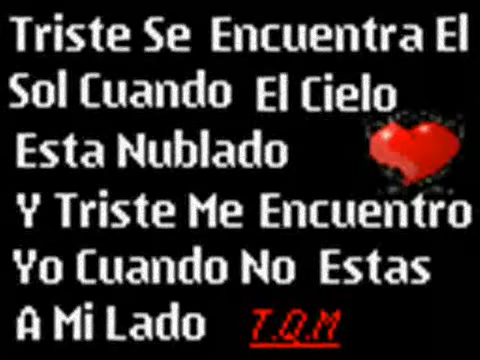 Triste Se Encuentra El
Sol Cuando El Cielo
Esta Nublado
Y Triste Me Encuentro
Yo Cuando No Estas
A Mi Lado T.Q.M